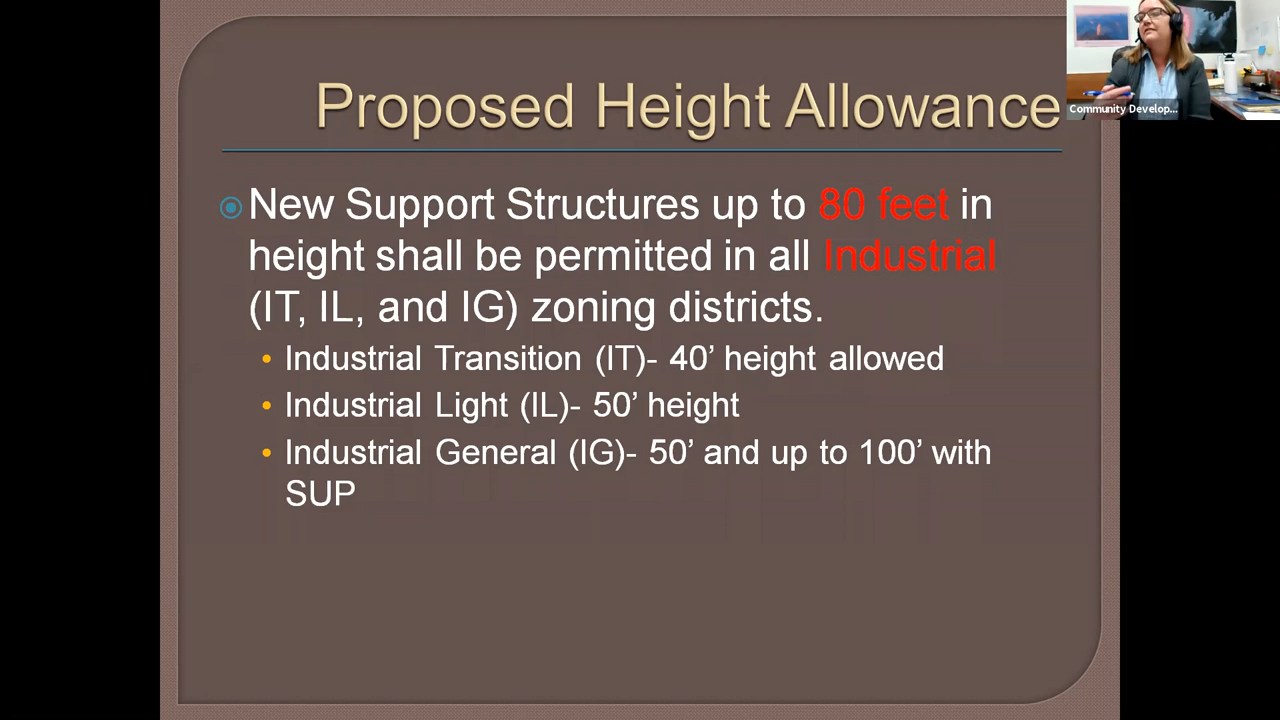 Proposed Height Allowance
New Support Structures up to 80 feet in
height shall be permitted in all Industrial
(IT, IL, and IG) zoning districts.
• Industrial Transition (IT)- 40’ height allowed
• Industrial Light (IL)- 50’ height
• Industrial General (IG)- 50’ and up to 100’ with
SUP
Community Develop...